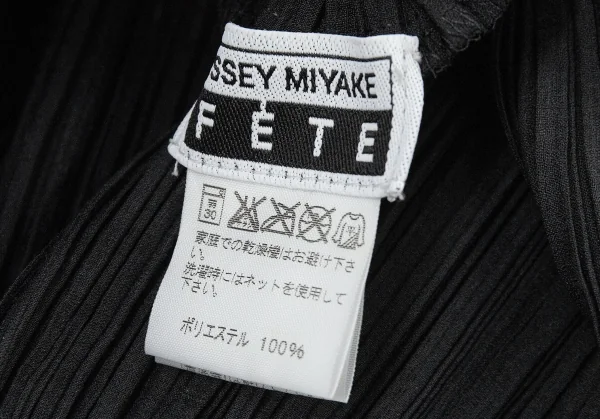 SSEY MIYAKE
FÊTE
弱
30
家庭での乾燥機はお避け下さ
い。
洗濯時にはネットを使用して
下さい。
ポリエステル 100%